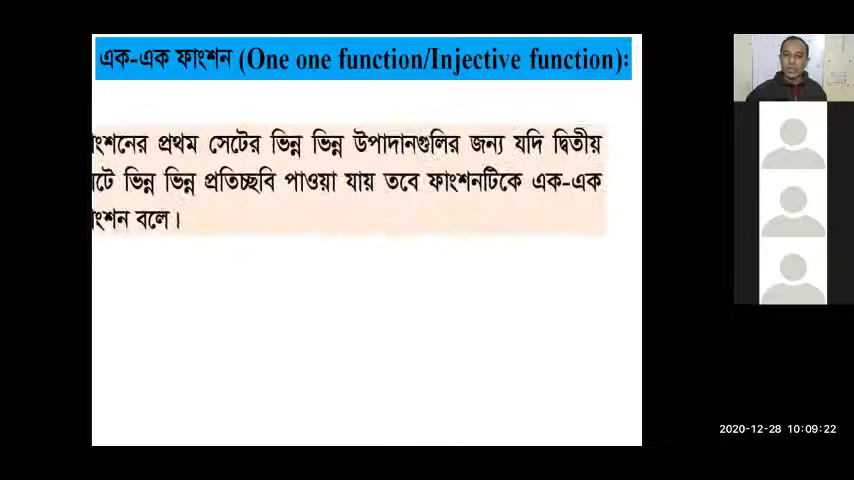 এক-এক ফাংশন (One one function/Injective function):
ংশনের প্রথম সেটের ভিন্ন ভিন্ন উপাদানগুলির জন্য যদি দ্বিতীয়
টে ভিন্ন ভিন্ন প্রতিচ্ছবি পাওয়া যায় তবে ফাংশনটিকে এক-এক
ংশন বলে।
2020-12-28 10:09:22